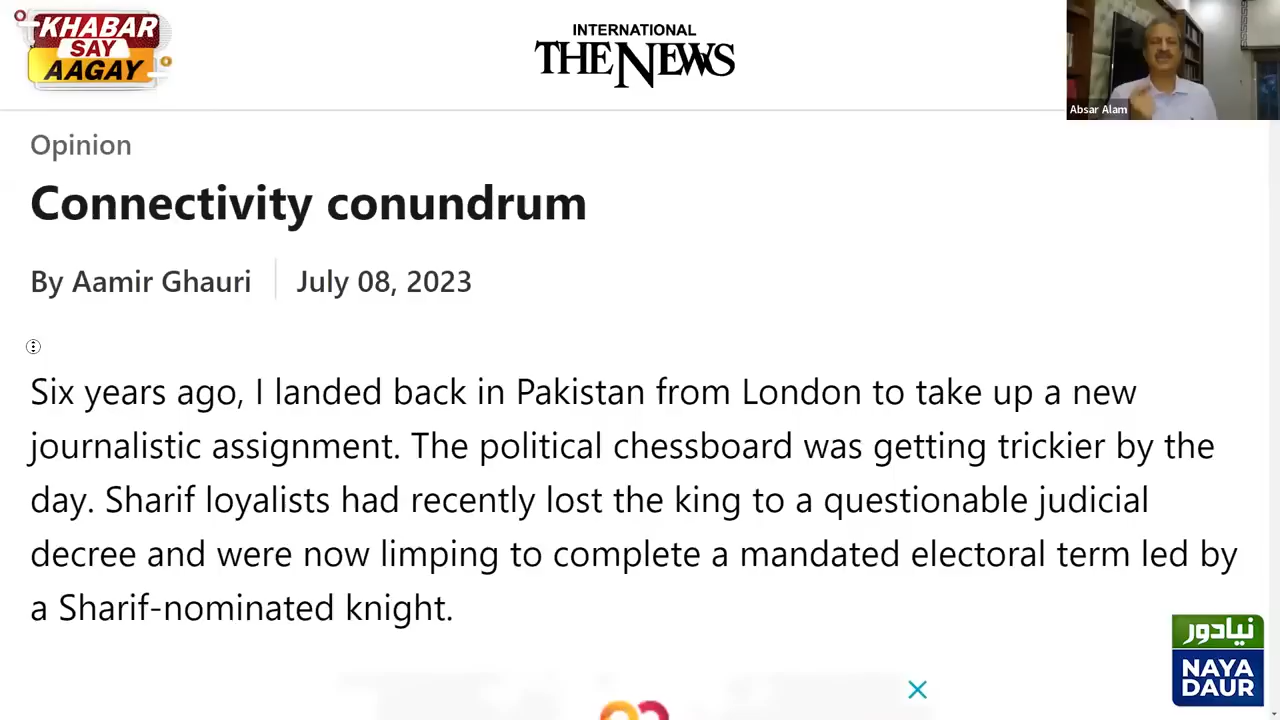 KHABAR
SAY
AAGAY
INTERNATIONAL
THE NEWS
Absar Alam
Opinion
Connectivity conundrum
By Aamir Ghauri
July 08, 2023
Six years ago, I landed back in Pakistan from London to take up a new
journalistic assignment. The political chessboard was getting trickier by the
day. Sharif loyalists had recently lost the king to a questionable judicial
decree and were now limping to complete a mandated electoral term led by
a Sharif-nominated knight.
نیادور
NAYA
DAUR